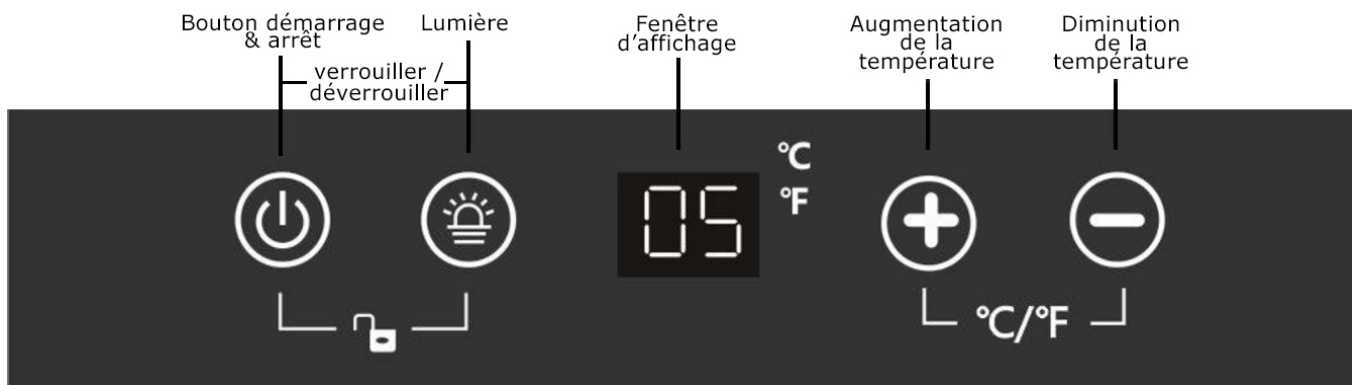 Bouton démarrage
& arrêt
Lumière
verrouiller /
déverrouiller
Fenêtre
d'affichage
Augmentation
de la
température
Diminution
de la
température
°C
°F
05
°C/°F